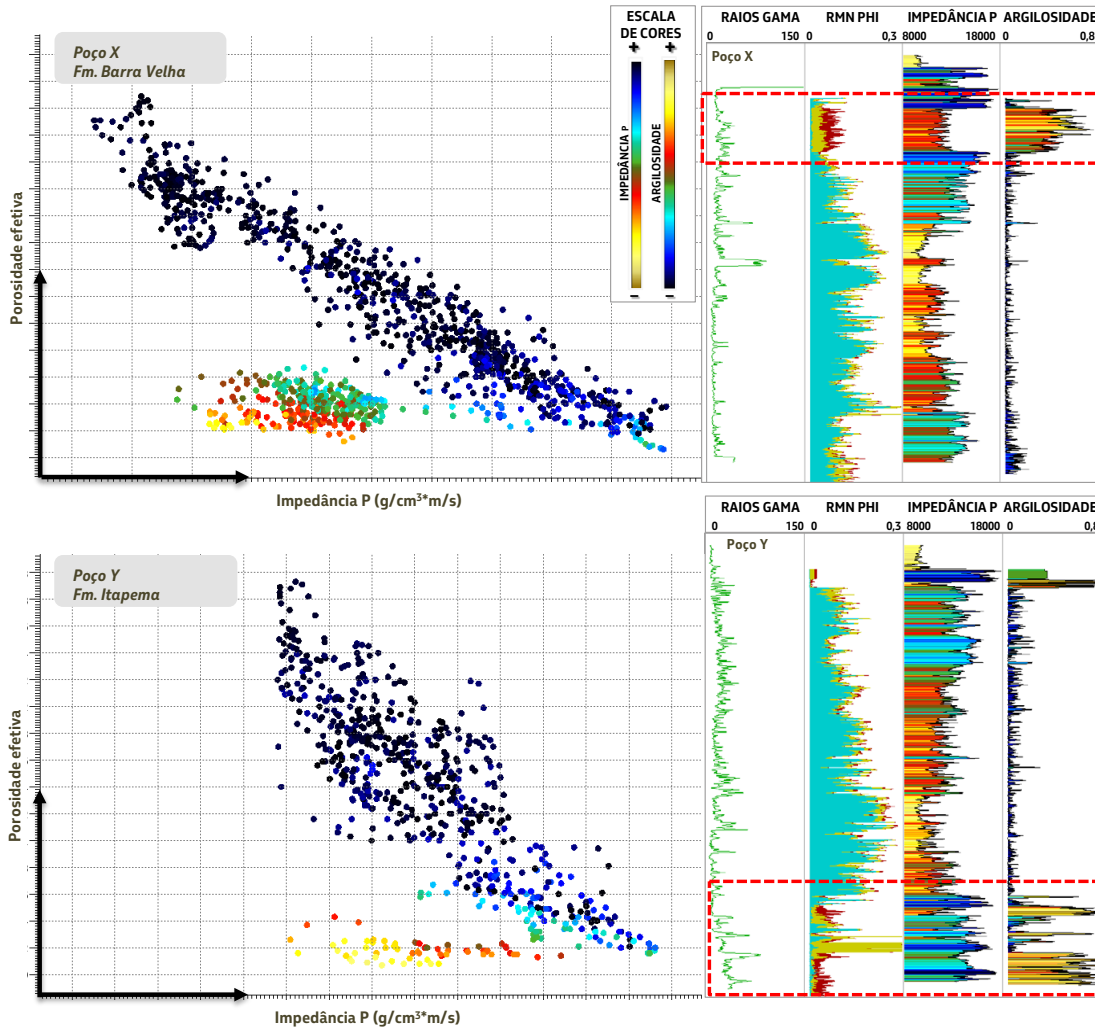 Poço X
Fm. Barra Velha
Porosidade efetiva
Impedância P (g/cm³*m/s)
ESCALA
DE CORES
+ +
IMPEDÂNCIA P
ARGILOSIDADE
– –
RAIOS GAMA RMN PHI IMPEDÂNCIA P ARGILOSIDADE
0 150 0 0,3 8000 18000 0 0,8
Poço X
Poço Y
Fm. Itapema
Porosidade efetiva
Impedância P (g/cm³*m/s)
RAIOS GAMA RMN PHI IMPEDÂNCIA P ARGILOSIDADE
0 150 0 0,3 8000 18000 0 0,8
Poço Y